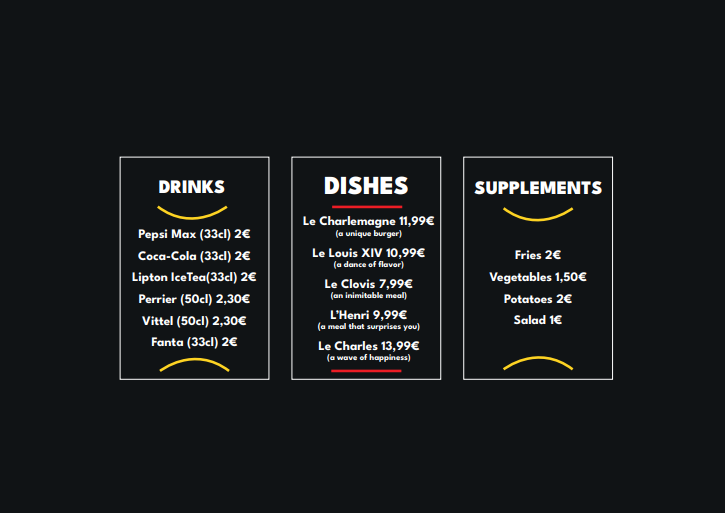 DRINKS
Pepsi Max (33cl) 2€
Coca-Cola (33cl) 2€
Lipton IceTea(33cl) 2€
Perrier (50cl) 2,30€
Vittel (50cl) 2,30€
Fanta (33cl) 2€
DISHES
Le Charlemagne 11,99€
(a unique burger)
Le Louis XIV 10,99€
(a dance of flavor)
Le Clovis 7,99€
(an inimitable meal)
L'Henri 9,99€
(a meal that surprises you)
Le Charles 13,99€
(a wave of happiness)
SUPPLEMENTS
Fries 2€
Vegetables 1,50€
Potatoes 2€
Salad 1€